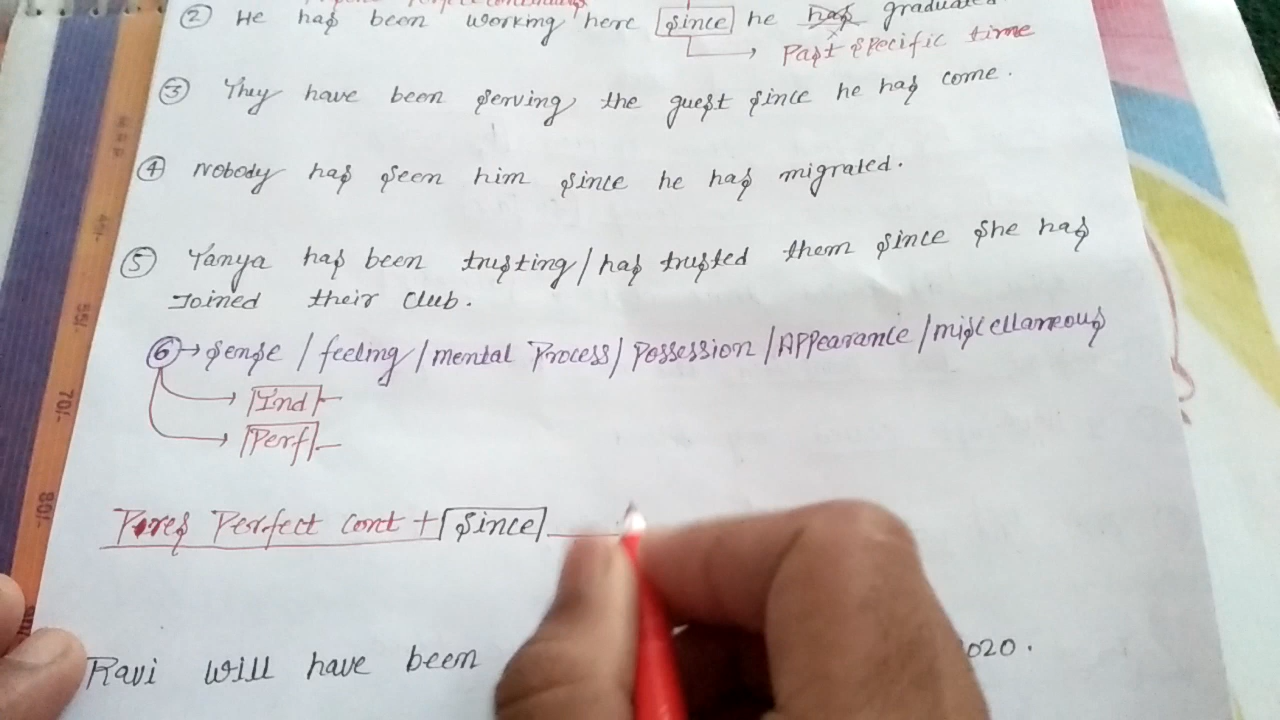 ② He has been working here since he has graduated
Past specific time
③ They have been serving the guest since he has come.
④ Nobody has seen him since he has migrated.
⑤ Tanya has been trusting / has trusted them since she has
Joined their club.
⑥ → sense / feeling / mental Process / Possession / Appearance / miscellaneous
Ind
Perf
Pres Perfect cont + since
Ravi will have been 020.
70/-
80/-